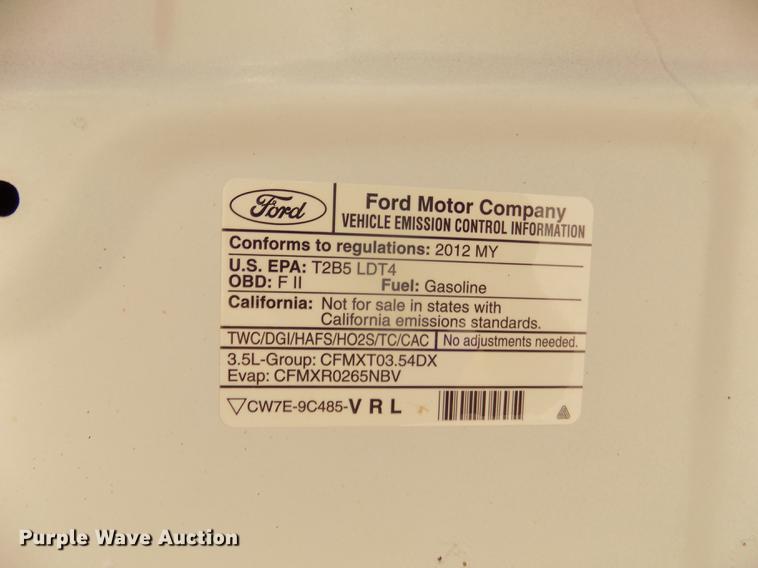 Ford
Ford Motor Company
VEHICLE EMISSION CONTROL INFORMATION
Conforms to regulations: 2012 MY
U.S. EPA: T2B5 LDT4
OBD: F II Fuel: Gasoline
California: Not for sale in states with
California emissions standards.
TWC/DGI/HAFS/HO2S/TC/CAC No adjustments needed.
3.5L-Group: CFMXT03.54DX
Evap: CFMXR0265NBV
CW7E-9C485-V R L
Purple Wave Auction